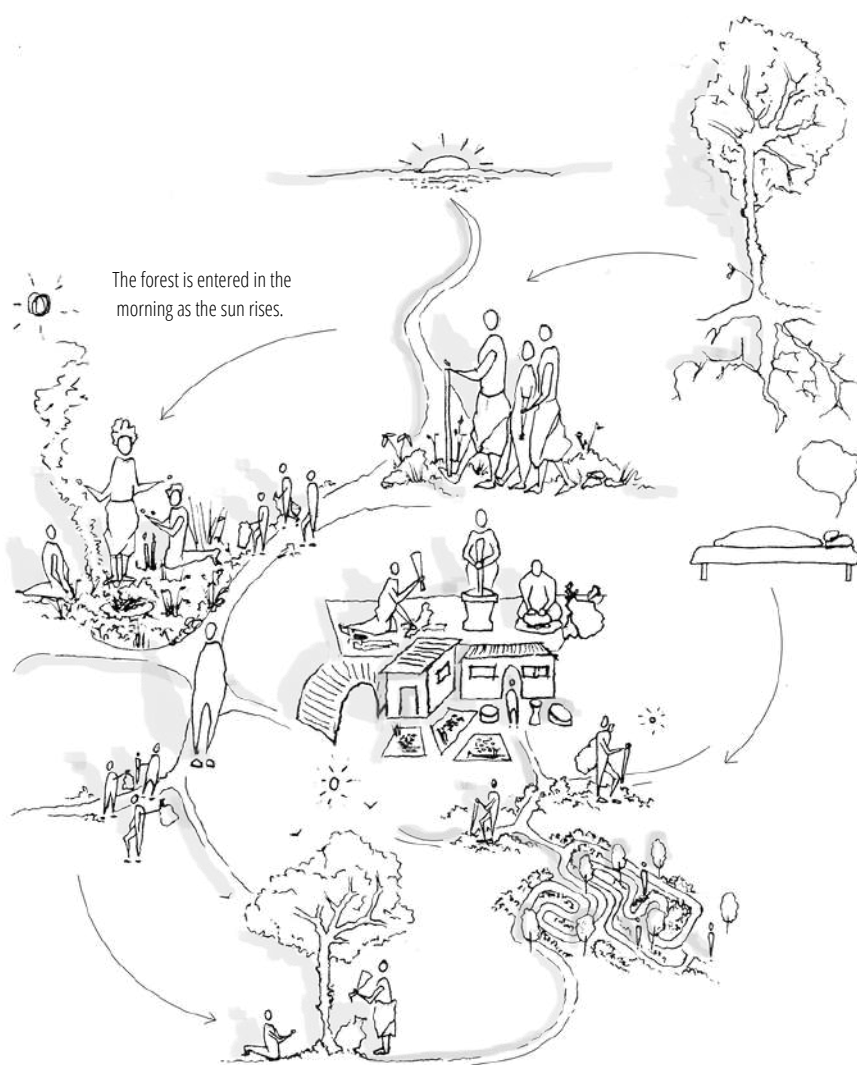 The forest is entered in the
morning as the sun rises.